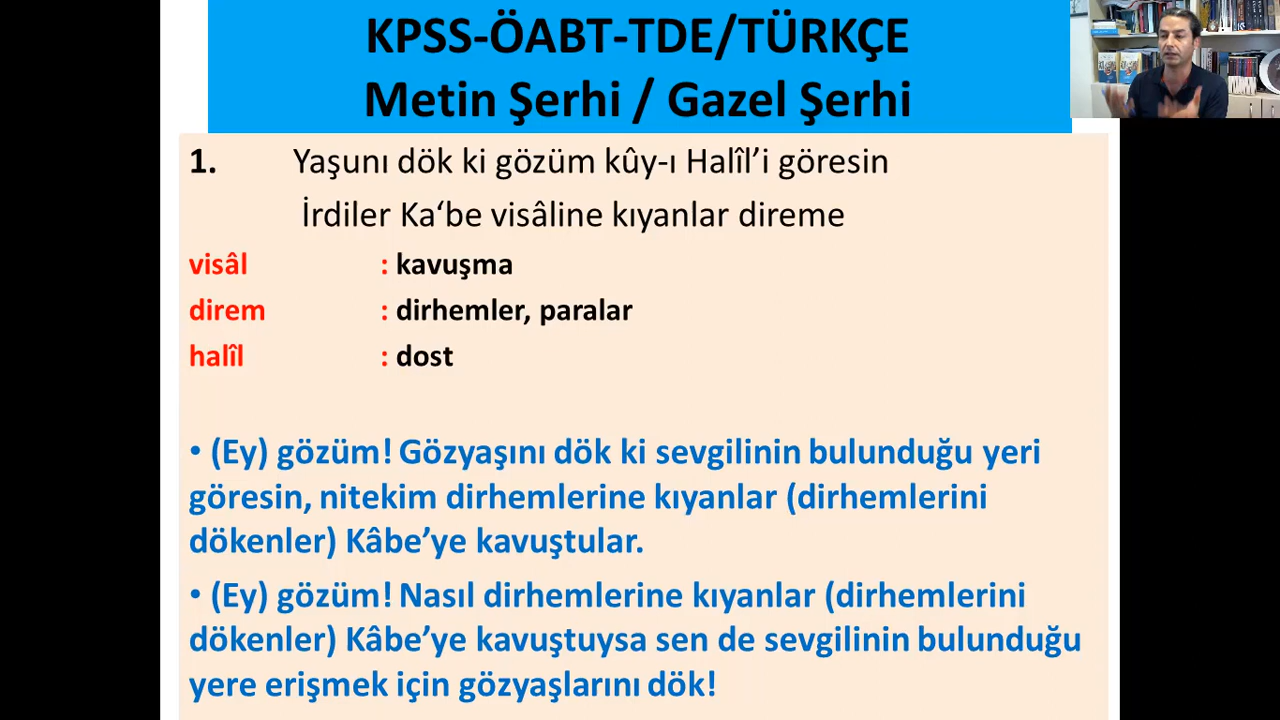 KPSS-ÖABT-TDE/TÜRKÇE
Metin Şerhi / Gazel Şerhi
1. Yaşunı dök ki gözüm kûy-ı Halîl’i göresin
İrdiler Ka‘be visâline kıyanlar direme
visâl : kavuşma
direm : dirhemler, paralar
halîl : dost
• (Ey) gözüm! Gözyaşını dök ki sevgilinin bulunduğu yeri
göresin, nitekim dirhemlerine kıyanlar (dirhemlerini
dökenler) Kâbe’ye kavuştular.
• (Ey) gözüm! Nasıl dirhemlerine kıyanlar (dirhemlerini
dökenler) Kâbe’ye kavuştuysa sen de sevgilinin bulunduğu
yere erişmek için gözyaşlarını dök!